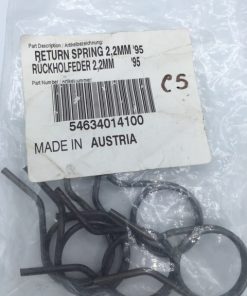 Part Description / Artikelbezeichnung:
RETURN SPRING 2,2MM '95
RÜCKHOLFEDER 2,2MM '95
Part Number / Artikelnummer:
C5
54634014100
MADE IN AUSTRIA